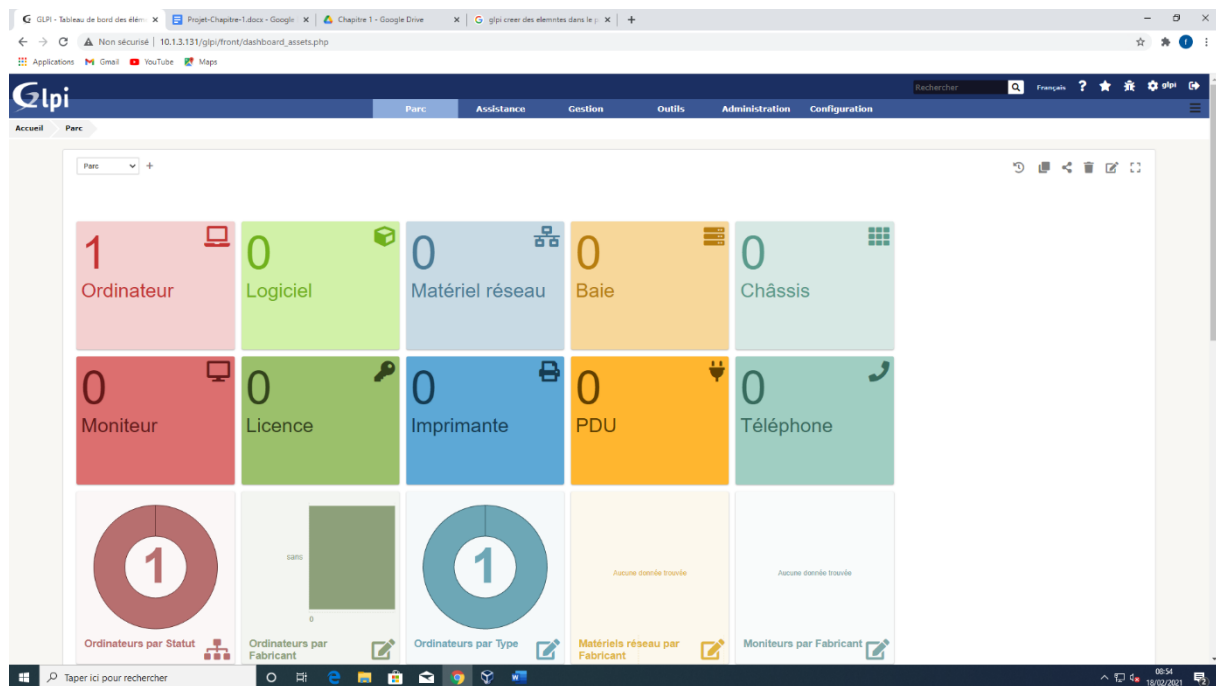 GLPI - Tableau de bord des élém
Projet-Chapitre-1.docx - Google
Chapitre 1 - Google Drive
glpi creer des elemntes dans le p
Non sécurisé | 10.1.3.131/glpi/front/dashboard_assets.php
Applications Gmail YouTube Maps
Glpi
Rechercher Français ? glpi
Parc Assistance Gestion Outils Administration Configuration
Accueil Parc
Parc +
1
Ordinateur
0
Logiciel
0
Matériel réseau
0
Baie
0
Châssis
0
Moniteur
0
Licence
0
Imprimante
0
PDU
0
Téléphone
1
Ordinateurs par Statut
sans
0
Ordinateurs par
Fabricant
1
Ordinateurs par Type
Aucune donnée trouvée
Matériels réseau par
Fabricant
Aucune donnée trouvée
Moniteurs par Fabricant
Taper ici pour rechercher
08:54
18/02/2021
2